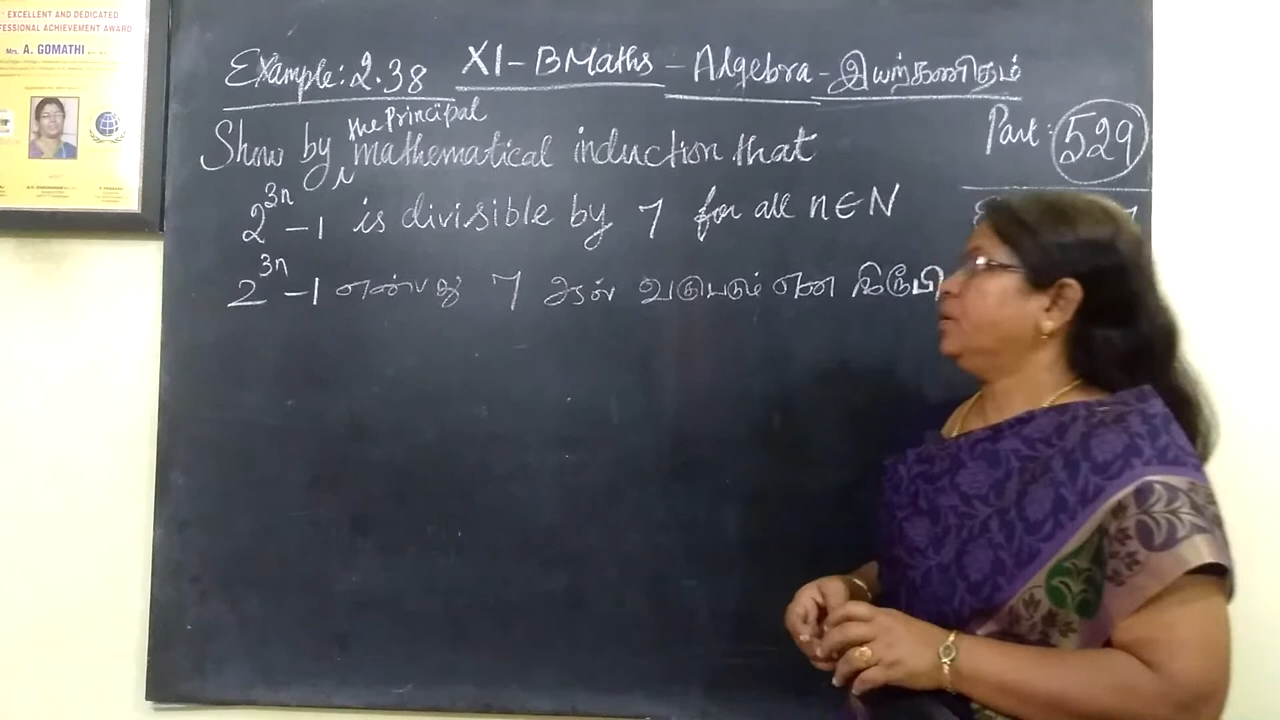 EXCELLENT AND DEDICATED
FESSIONAL ACHIEVEMENT AWARD
Mrs. A. GOMATHI
Example: 2.38 XI - BMaths - Algebra - இயற்கணிதம்
Part: 529
Show by the Principal mathematical induction that
2^3n - 1 is divisible by 7 for all n ∈ N
2^3n - 1 என்பது 7 ஆல் வகுபடும் என நிரூபி